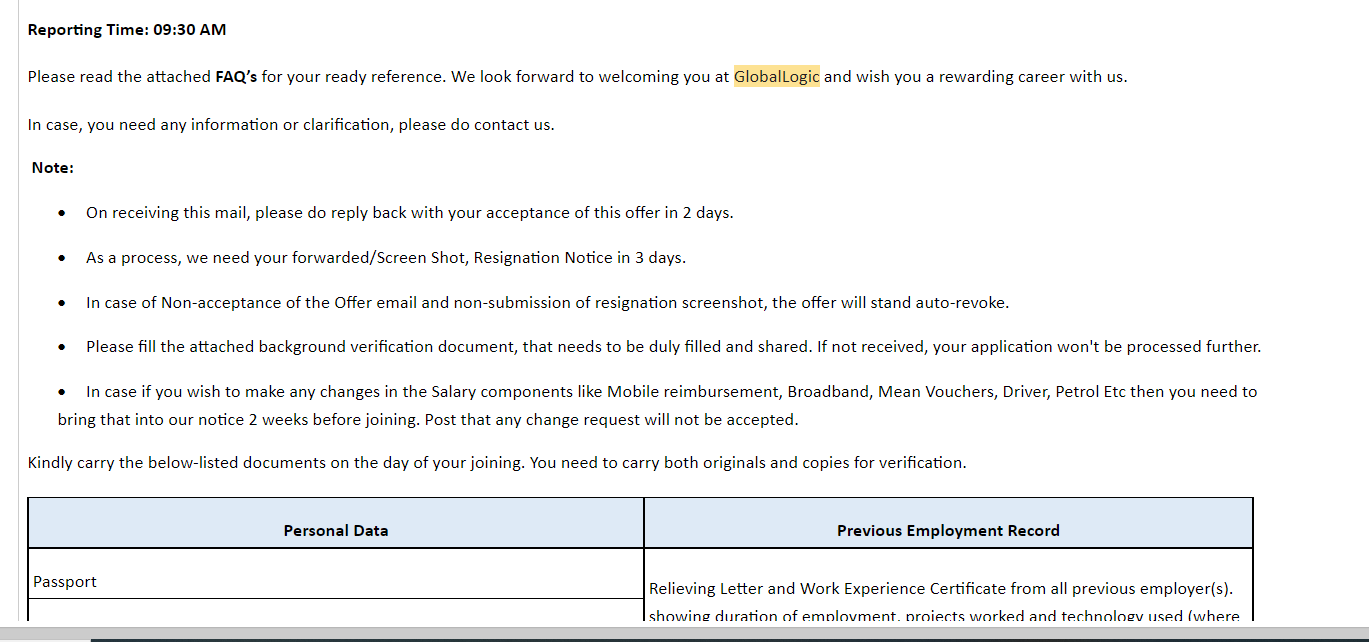 Reporting Time: 09:30 AM
Please read the attached FAQ’s for your ready reference. We look forward to welcoming you at GlobalLogic and wish you a rewarding career with us.
In case, you need any information or clarification, please do contact us.
Note:
• On receiving this mail, please do reply back with your acceptance of this offer in 2 days.
• As a process, we need your forwarded/Screen Shot, Resignation Notice in 3 days.
• In case of Non-acceptance of the Offer email and non-submission of resignation screenshot, the offer will stand auto-revoke.
• Please fill the attached background verification document, that needs to be duly filled and shared. If not received, your application won't be processed further.
• In case if you wish to make any changes in the Salary components like Mobile reimbursement, Broadband, Mean Vouchers, Driver, Petrol Etc then you need to
bring that into our notice 2 weeks before joining. Post that any change request will not be accepted.
Kindly carry the below-listed documents on the day of your joining. You need to carry both originals and copies for verification.
Personal Data
Previous Employment Record
Passport
Relieving Letter and Work Experience Certificate from all previous employer(s).
showing duration of employment, projects worked and technology used (where